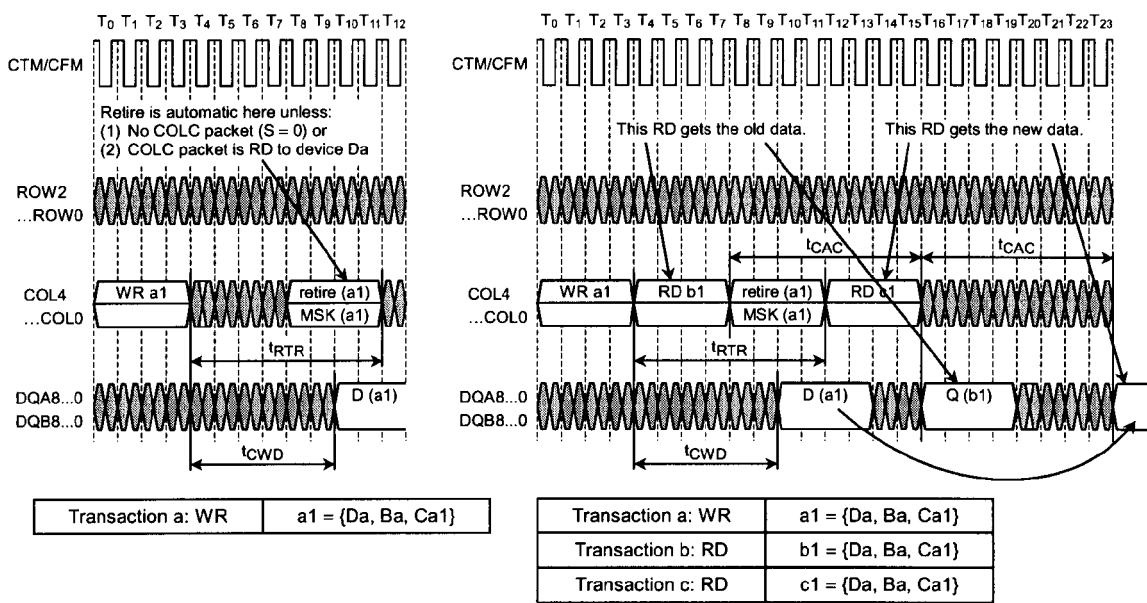 T0 T1 T2 T3 T4 T5 T6 T7 T8 T9 T10 T11 T12
CTM/CFM
Retire is automatic here unless:
(1) No COLC packet (S = 0) or
(2) COLC packet is RD to device Da
ROW2
...ROW0
COL4
...COL0
WR a1
retire (a1)
MSK (a1)
tRTR
DQA8...0
DQB8...0
D (a1)
tCWD
Transaction a: WR a1 = {Da, Ba, Ca1}
T0 T1 T2 T3 T4 T5 T6 T7 T8 T9 T10 T11 T12 T13 T14 T15 T16 T17 T18 T19 T20 T21 T22 T23
CTM/CFM
This RD gets the old data.
This RD gets the new data.
ROW2
...ROW0
tCAC
tCAC
COL4
...COL0
WR a1
RD b1
retire (a1)
MSK (a1)
RD c1
tRTR
DQA8...0
DQB8...0
D (a1)
Q (b1)
tCWD
Transaction a: WR a1 = {Da, Ba, Ca1}
Transaction b: RD b1 = {Da, Ba, Ca1}
Transaction c: RD c1 = {Da, Ba, Ca1}